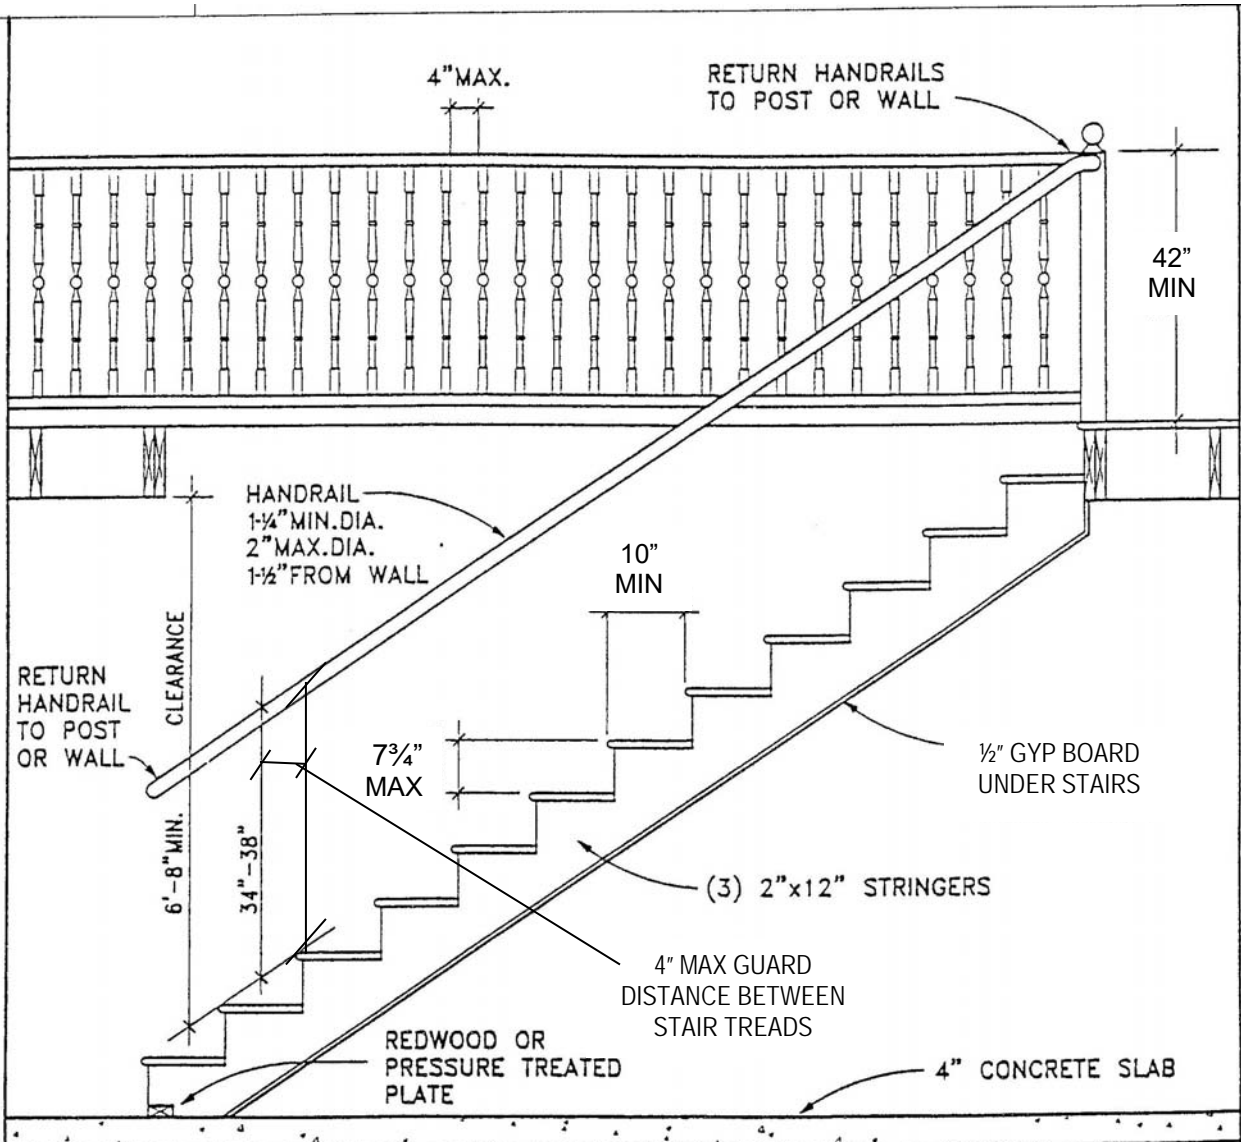 4"MAX.
RETURN HANDRAILS
TO POST OR WALL
42"
MIN
HANDRAIL
1-¼"MIN.DIA.
2"MAX.DIA.
1-½"FROM WALL
10"
MIN
RETURN
HANDRAIL
TO POST
OR WALL
6'-8"MIN. CLEARANCE
34"-38"
7¾"
MAX
½" GYP BOARD
UNDER STAIRS
(3) 2"x12" STRINGERS
4" MAX GUARD
DISTANCE BETWEEN
STAIR TREADS
REDWOOD OR
PRESSURE TREATED
PLATE
4" CONCRETE SLAB